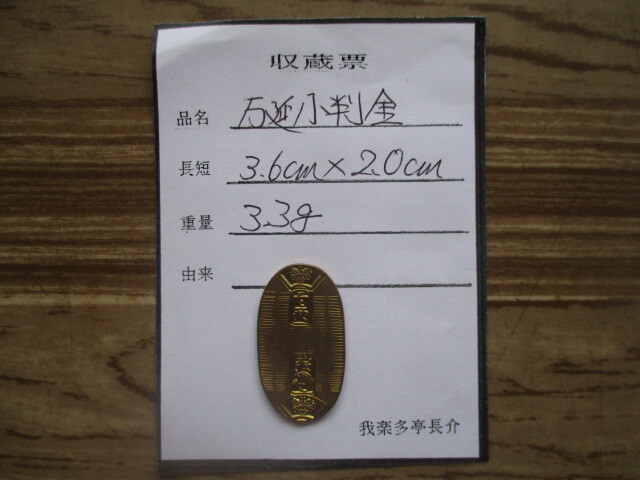 収蔵票
品名 万延小判金
長短 3.6cm×2.0cm
重量 3.3g
由来
我楽多亭長介